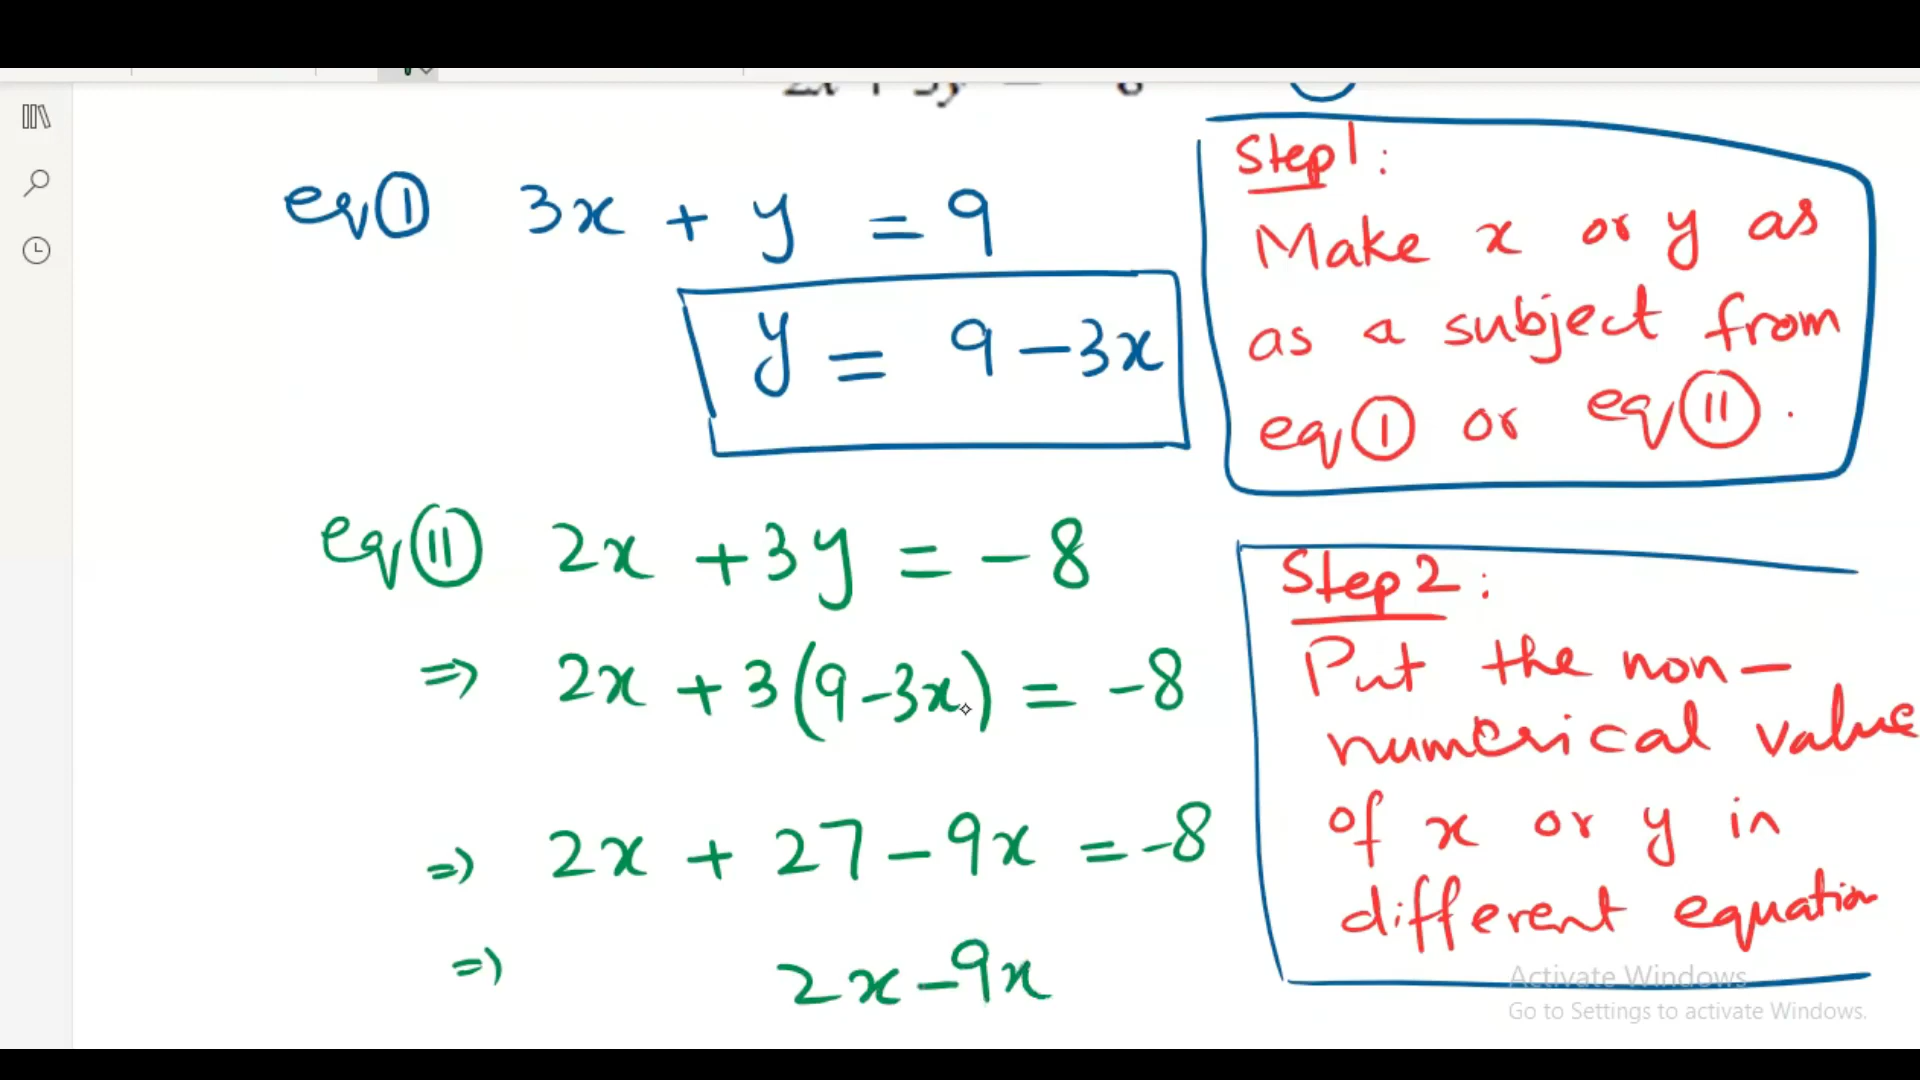 eq① 3x + y = 9
y = 9 - 3x
Step 1:
Make x or y as
as a subject from
eq① or eq⑪.
eq⑪ 2x + 3y = -8
⇒ 2x + 3(9-3x) = -8
⇒ 2x + 27 - 9x = -8
⇒ 2x - 9x
Step 2:
Put the non-
numerical value
of x or y in
different equation
Activate Windows
Go to Settings to activate Windows.